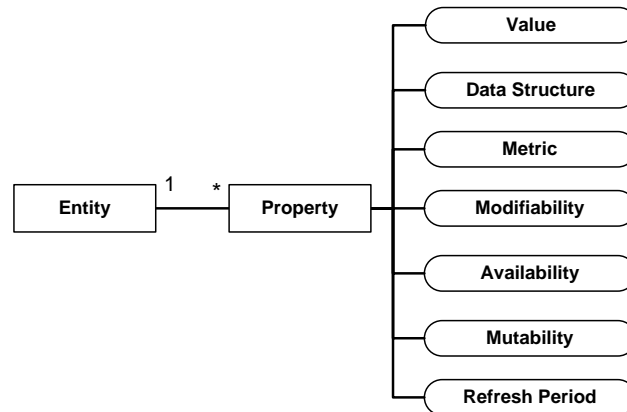 Value
Data Structure
Metric
1
*
Entity
Property
Modifiability
Availability
Mutability
Refresh Period